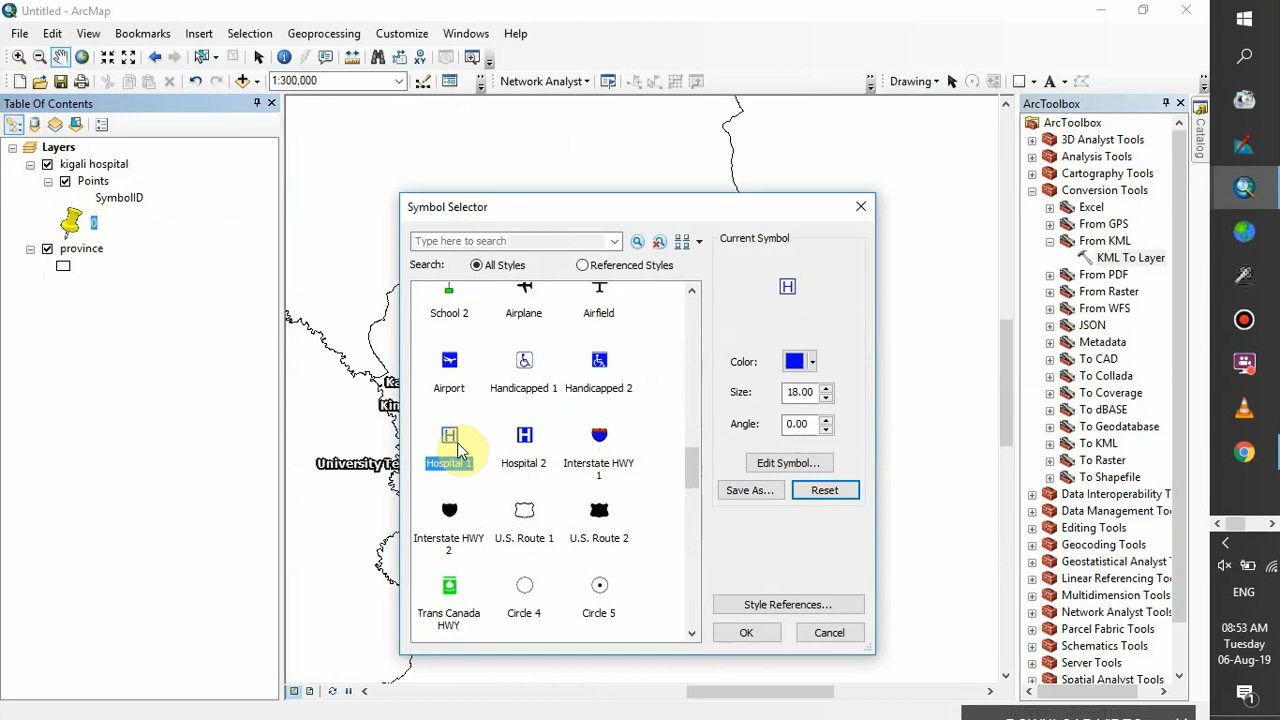 Untitled - ArcMap
File Edit View Bookmarks Insert Selection Geoprocessing Customize Windows Help
1:300,000
Network Analyst
Drawing
A
Table Of Contents
Layers
kigali hospital
Points
SymbolID
0
province
Symbol Selector
Type here to search
Search: All Styles Referenced Styles
School 2 Airplane Airfield
Airport Handicapped 1 Handicapped 2
Hospital 1 Hospital 2 Interstate HWY 1
Interstate HWY 2 U.S. Route 1 U.S. Route 2
Trans Canada HWY Circle 4 Circle 5
Current Symbol
H
Color:
Size: 18.00
Angle: 0.00
Edit Symbol...
Save As... Reset
Style References...
OK Cancel
University Te
ArcToolbox
ArcToolbox
3D Analyst Tools
Analysis Tools
Cartography Tools
Conversion Tools
Excel
From GPS
From KML
KML To Layer
From PDF
From Raster
From WFS
JSON
Metadata
To CAD
To Collada
To Coverage
To dBASE
To Geodatabase
To KML
To Raster
To Shapefile
Data Interoperability T
Data Management To
Editing Tools
Geocoding Tools
Geostatistical Analyst
Linear Referencing To
Multidimension Tools
Network Analyst Tools
Parcel Fabric Tools
Schematics Tools
Server Tools
Spatial Analyst Tools
Catalog
ENG
08:53 AM
Tuesday
06-Aug-19
1